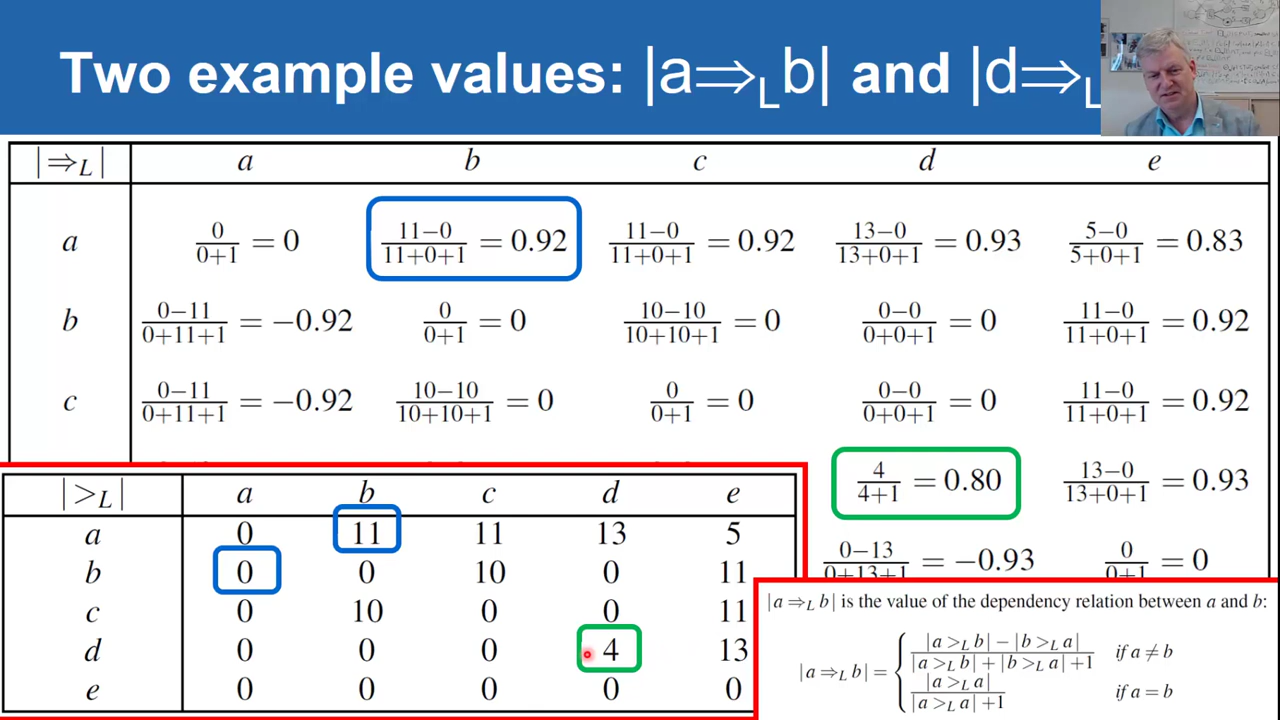 Two example values: |a⇒Lb| and |d⇒L
|⇒L| a b c d e
a 0/0+1 = 0 11−0/11+0+1 = 0.92 11−0/11+0+1 = 0.92 13−0/13+0+1 = 0.93 5−0/5+0+1 = 0.83
b 0−11/0+11+1 = −0.92 0/0+1 = 0 10−10/10+10+1 = 0 0−0/0+0+1 = 0 11−0/11+0+1 = 0.92
c 0−11/0+11+1 = −0.92 10−10/10+10+1 = 0 0/0+1 = 0 0−0/0+0+1 = 0 11−0/11+0+1 = 0.92
4/4+1 = 0.80 13−0/13+0+1 = 0.93
0−13/0+13+1 = −0.93 0/0+1 = 0
|>L| a b c d e
a 0 11 11 13 5
b 0 0 10 0 11
c 0 10 0 0 11
d 0 0 0 4 13
e 0 0 0 0 0
|a ⇒L b| is the value of the dependency relation between a and b:
|a ⇒L b| = { |a >L b| − |b >L a| / |a >L b| + |b >L a| + 1 if a ≠ b
|a >L a| / |a >L a| + 1 if a = b